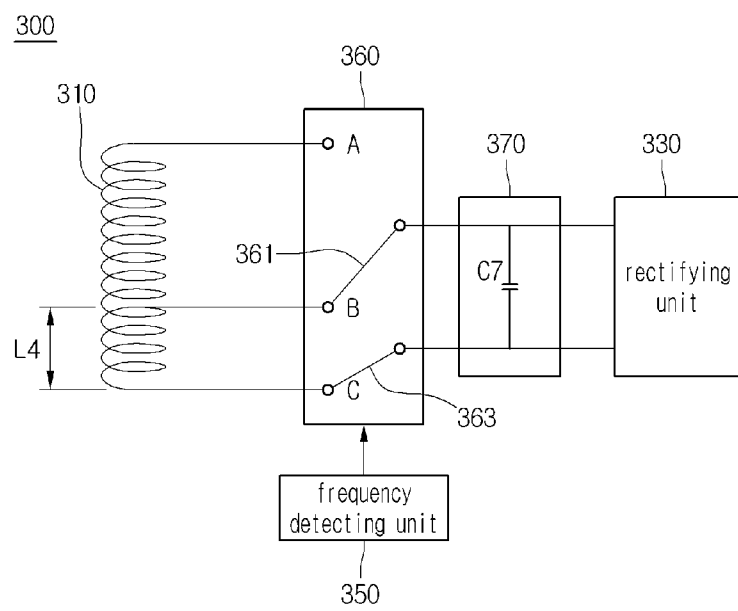 300
360
310
A
370
330
361
C7
rectifying
unit
B
L4
C
363
frequency
detecting unit
350